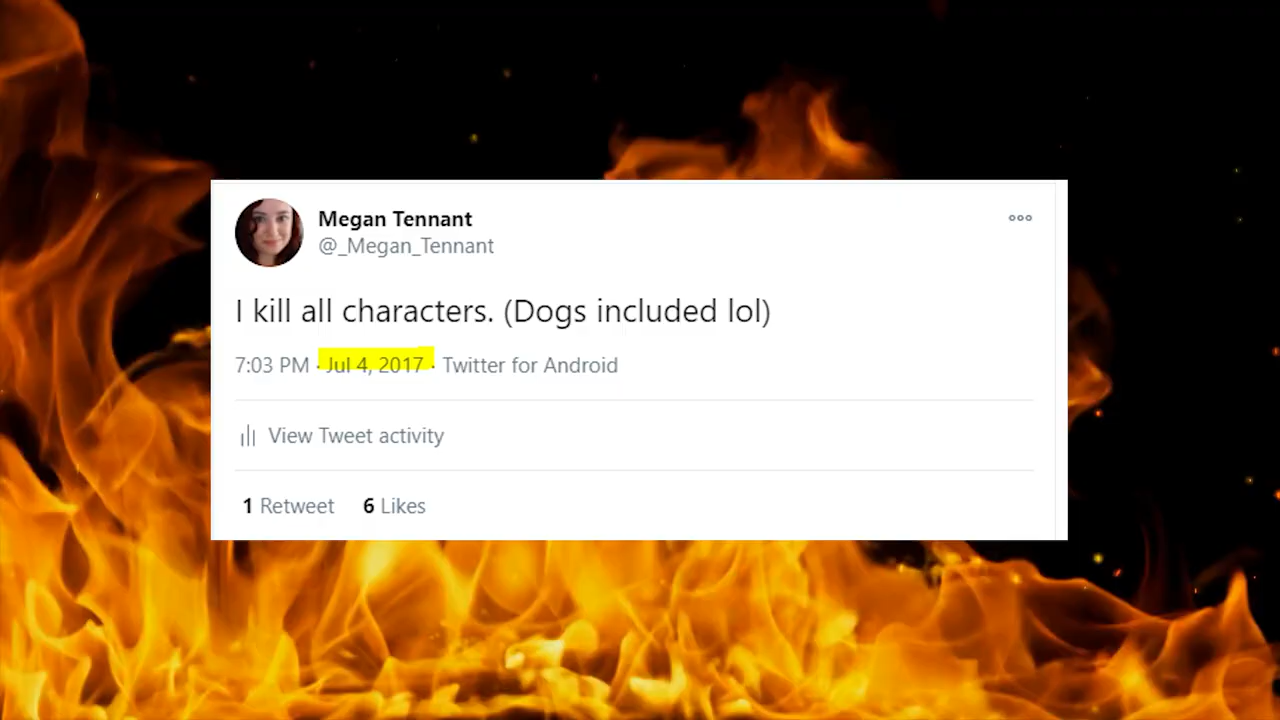 Megan Tennant
@_Megan_Tennant
I kill all characters. (Dogs included lol)
7:03 PM · Jul 4, 2017 · Twitter for Android
View Tweet activity
1 Retweet 6 Likes